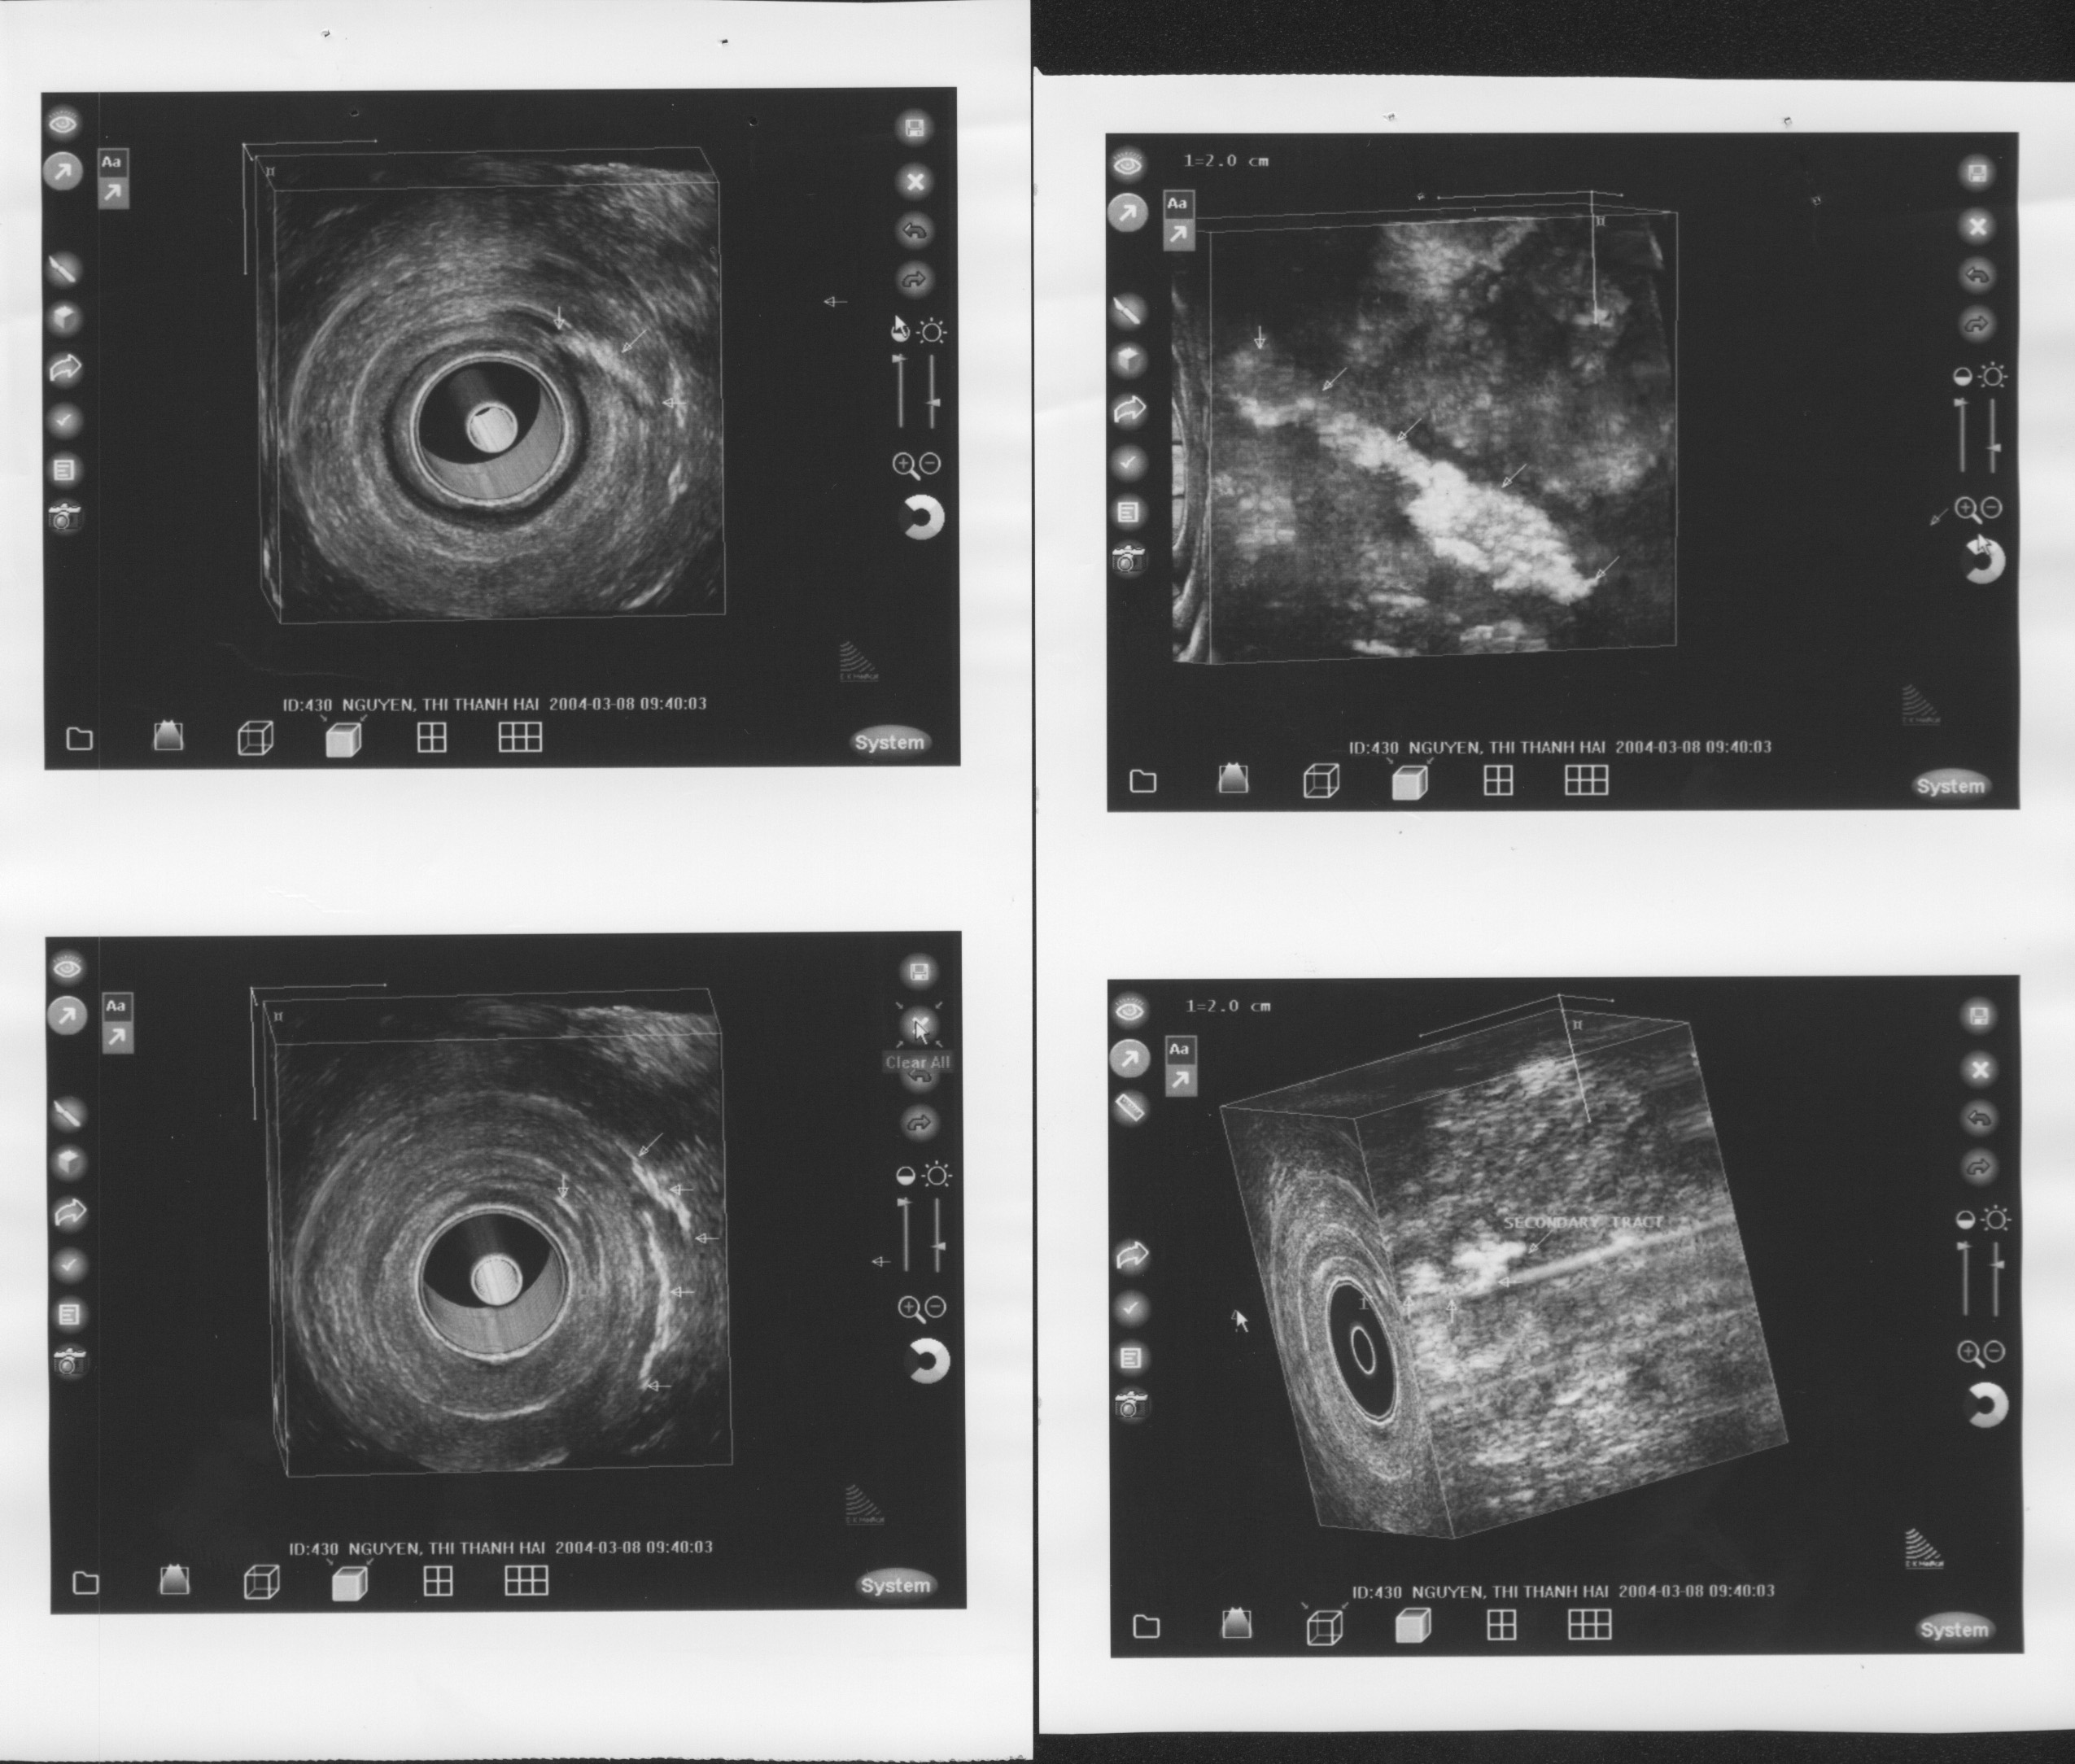 Aa
ID:430 NGUYEN, THI THANH HAI 2004-03-08 09:40:03
System
1=2.0 cm
Aa
ID:430 NGUYEN, THI THANH HAI 2004-03-08 09:40:03
System
Aa
Clear All
ID:430 NGUYEN, THI THANH HAI 2004-03-08 09:40:03
System
1=2.0 cm
Aa
SECONDARY TRACT
1
ID:430 NGUYEN, THI THANH HAI 2004-03-08 09:40:03
System